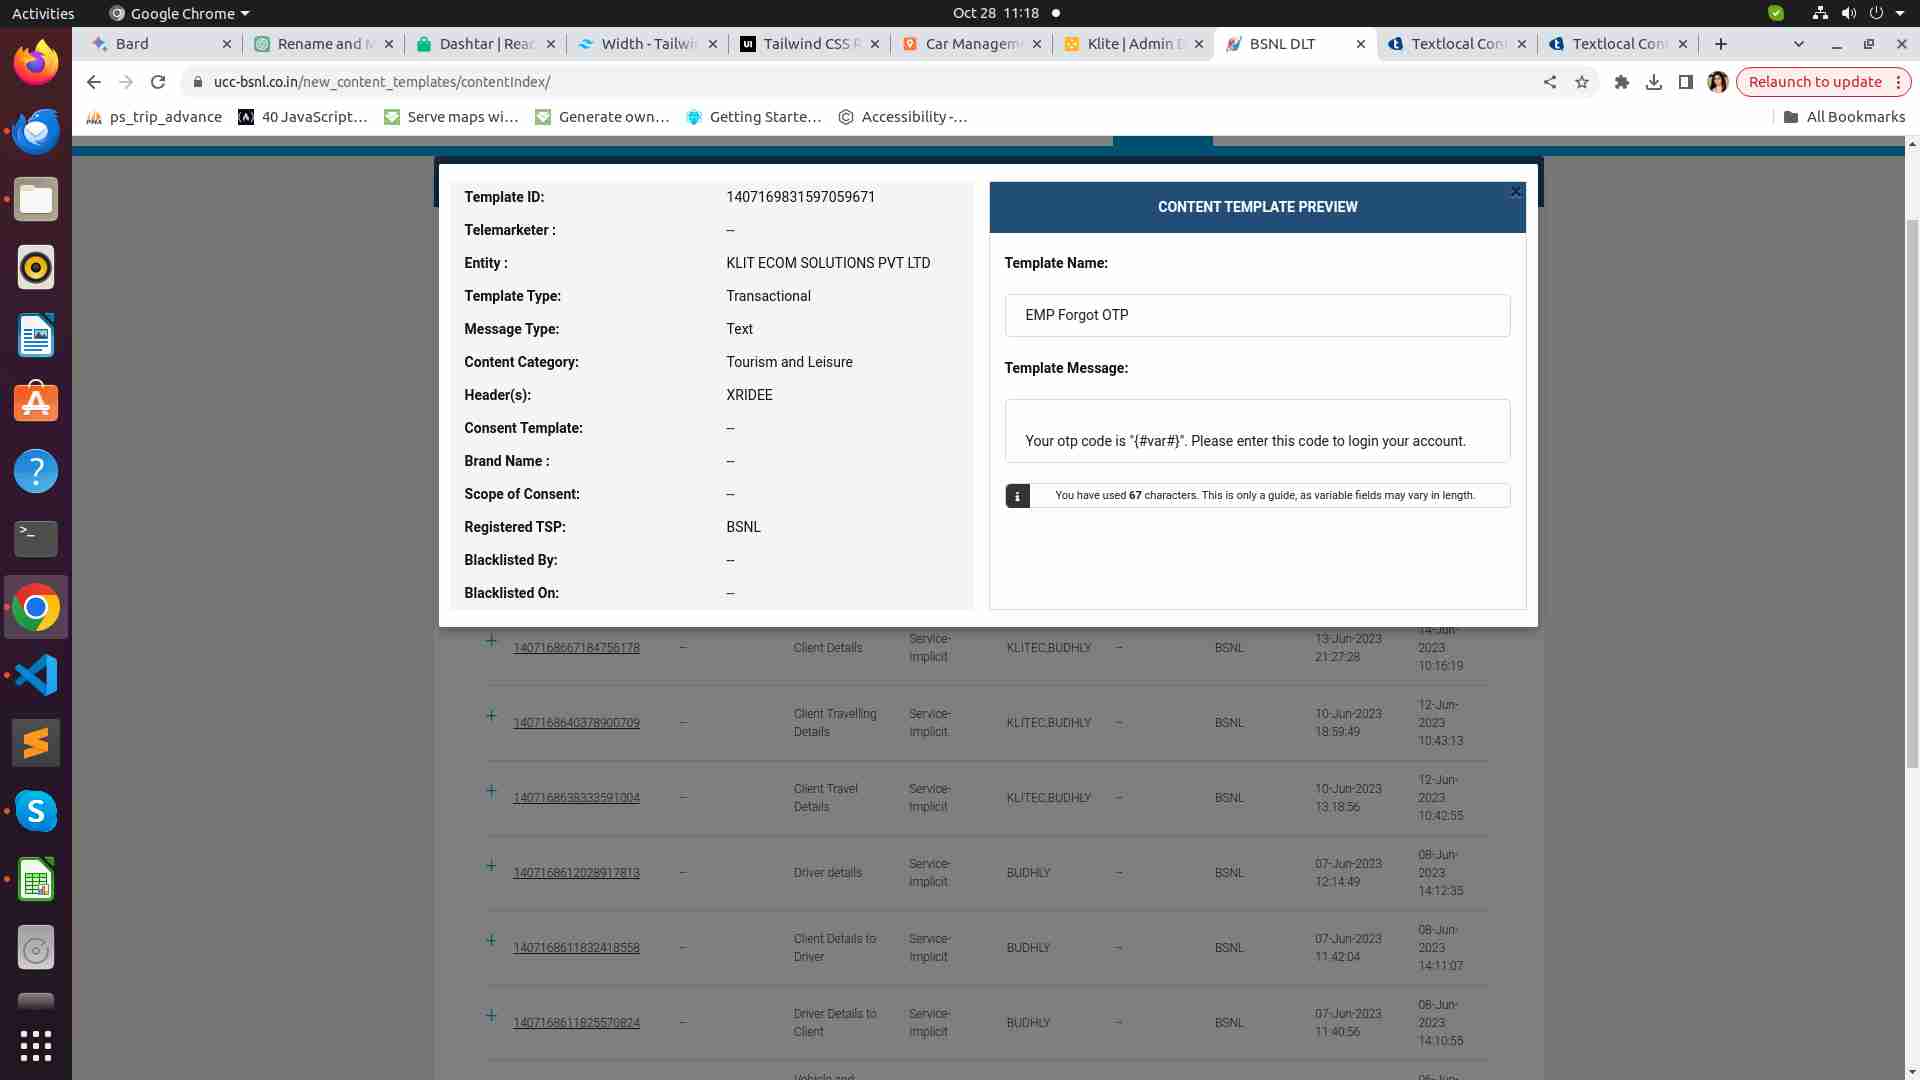 Activities
Google Chrome
Oct 28 11:18
Bard
Rename and M
Dashtar | Reac
Width - Tailwi
Tailwind CSS R
Car Managem
Klite | Admin D
BSNL DLT
Textlocal Con
Textlocal Con
ucc-bsnl.co.in/new_content_templates/contentIndex/
Relaunch to update
ps_trip_advance
40 JavaScript…
Serve maps wi…
Generate own…
Getting Starte…
Accessibility -…
All Bookmarks
Template ID: 1407169831597059671
Telemarketer : --
Entity : KLIT ECOM SOLUTIONS PVT LTD
Template Type: Transactional
Message Type: Text
Content Category: Tourism and Leisure
Header(s): XRIDEE
Consent Template: --
Brand Name : --
Scope of Consent: --
Registered TSP: BSNL
Blacklisted By: --
Blacklisted On: --
CONTENT TEMPLATE PREVIEW
Template Name:
EMP Forgot OTP
Template Message:
Your otp code is "{#var#}". Please enter this code to login your account.
You have used 67 characters. This is only a guide, as variable fields may vary in length.
1407168667184756178 -- Client Details Service-Implicit KLITEC,BUDHLY -- BSNL 13-Jun-2023 21:27:28 14-Jun-2023 10:16:19
1407168640378900709 -- Client Travelling Details Service-Implicit KLITEC,BUDHLY -- BSNL 10-Jun-2023 18:59:49 12-Jun-2023 10:43:13
1407168638333591004 -- Client Travel Details Service-Implicit KLITEC,BUDHLY -- BSNL 10-Jun-2023 13:18:56 12-Jun-2023 10:42:55
1407168612028917813 -- Driver details Service-Implicit BUDHLY -- BSNL 07-Jun-2023 12:14:49 08-Jun-2023 14:12:35
1407168611832418558 -- Client Details to Driver Service-Implicit BUDHLY -- BSNL 07-Jun-2023 11:42:04 08-Jun-2023 14:11:07
1407168611825570824 -- Driver Details to Client Service-Implicit BUDHLY -- BSNL 07-Jun-2023 11:40:56 08-Jun-2023 14:10:55
Vehicle and